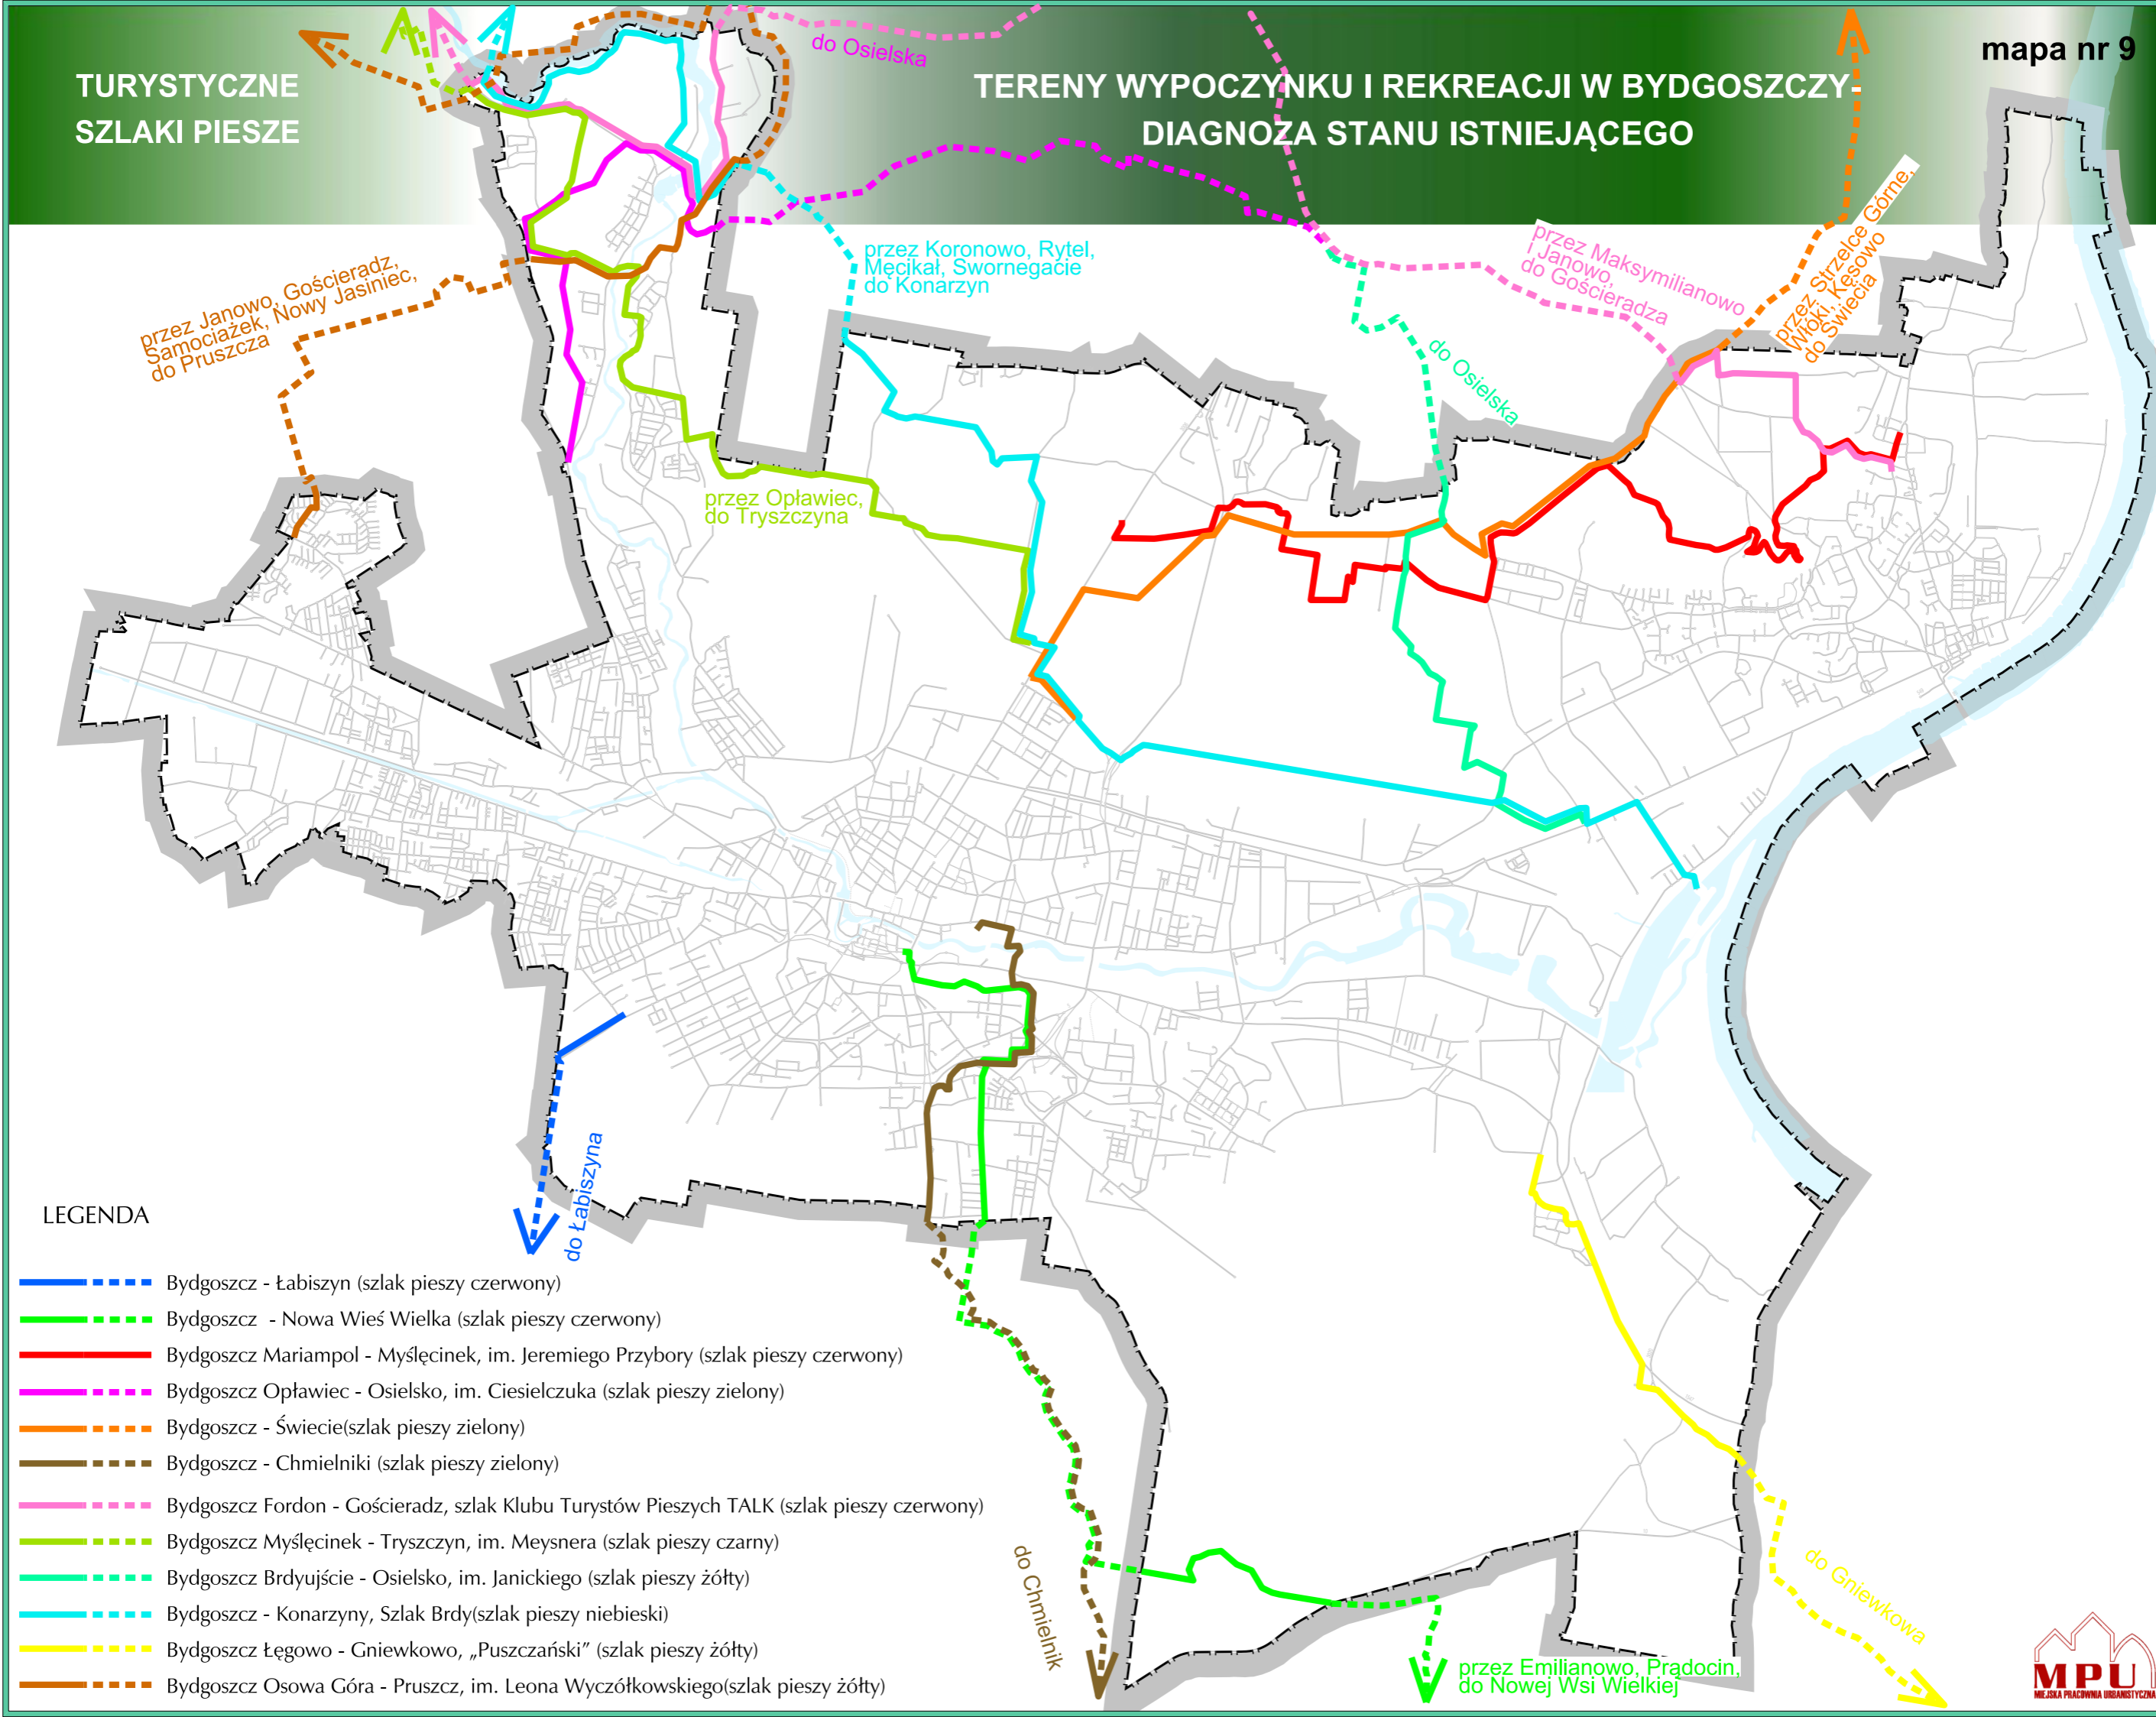 TURYSTYCZNE
SZLAKI PIESZE
mapa nr 9
TERENY WYPOCZYNKU I REKREACJI W BYDGOSZCZY-
DIAGNOZA STANU ISTNIEJĄCEGO
do Osielska
przez Koronowo, Rytel,
Męcikał, Swornegacie
do Konarzyn
przez Maksymilianowo
i Janowo,
do Gościeradza
przez Strzelce Górne,
Włóki, Kęsowo
do Świecia
przez Janowo, Gościeradz,
Samociążek, Nowy Jasiniec,
do Pruszcza
do Osielska
przez Opławiec,
do Tryszczyna
do Łabiszyna
LEGENDA
Bydgoszcz - Łabiszyn (szlak pieszy czerwony)
Bydgoszcz - Nowa Wieś Wielka (szlak pieszy czerwony)
Bydgoszcz Mariampol - Myślęcinek, im. Jeremiego Przybory (szlak pieszy czerwony)
Bydgoszcz Opławiec - Osielsko, im. Ciesielczuka (szlak pieszy zielony)
Bydgoszcz - Świecie(szlak pieszy zielony)
Bydgoszcz - Chmielniki (szlak pieszy zielony)
Bydgoszcz Fordon - Gościeradz, szlak Klubu Turystów Pieszych TALK (szlak pieszy czerwony)
Bydgoszcz Myślęcinek - Tryszczyn, im. Meysnera (szlak pieszy czarny)
Bydgoszcz Brdyujście - Osielsko, im. Janickiego (szlak pieszy żółty)
Bydgoszcz - Konarzyny, Szlak Brdy(szlak pieszy niebieski)
Bydgoszcz Łęgowo - Gniewkowo, „Puszczański” (szlak pieszy żółty)
Bydgoszcz Osowa Góra - Pruszcz, im. Leona Wyczółkowskiego(szlak pieszy żółty)
do Chmielnik
przez Emilianowo, Prądocin,
do Nowej Wsi Wielkiej
do Gniewkowa
MPU
MIEJSKA PRACOWNIA URBANISTYCZNA